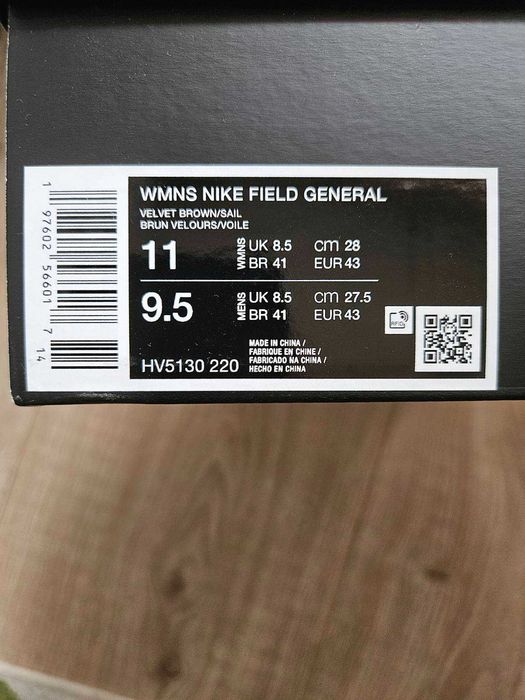 WMNS NIKE FIELD GENERAL
VELVET BROWN/SAIL
BRUN VELOURS/VOILE
11 WMNS UK 8.5 cm 28
BR 41 EUR 43
9.5 MENS UK 8.5 cm 27.5
BR 41 EUR 43
RFID
HV5130 220
MADE IN CHINA /
FABRIQUE EN CHINE /
FABRICADO NA CHINA /
HECHO EN CHINA
1 97602 56601 7 14